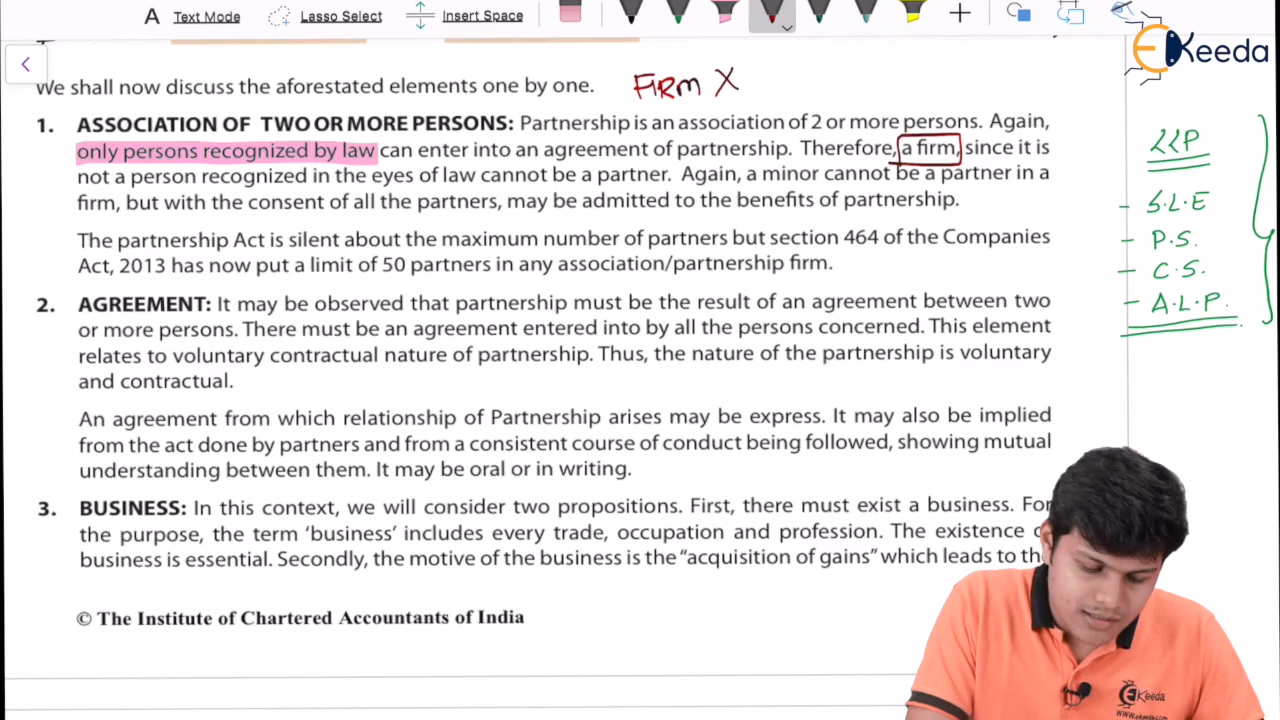 A Text Mode Lasso Select Insert Space
EKeeda
We shall now discuss the aforestated elements one by one. FIRM X
1. ASSOCIATION OF TWO OR MORE PERSONS: Partnership is an association of 2 or more persons. Again,
only persons recognized by law can enter into an agreement of partnership. Therefore, a firm, since it is
not a person recognized in the eyes of law cannot be a partner. Again, a minor cannot be a partner in a
firm, but with the consent of all the partners, may be admitted to the benefits of partnership.
The partnership Act is silent about the maximum number of partners but section 464 of the Companies
Act, 2013 has now put a limit of 50 partners in any association/partnership firm.
2. AGREEMENT: It may be observed that partnership must be the result of an agreement between two
or more persons. There must be an agreement entered into by all the persons concerned. This element
relates to voluntary contractual nature of partnership. Thus, the nature of the partnership is voluntary
and contractual.
An agreement from which relationship of Partnership arises may be express. It may also be implied
from the act done by partners and from a consistent course of conduct being followed, showing mutual
understanding between them. It may be oral or in writing.
3. BUSINESS: In this context, we will consider two propositions. First, there must exist a business. For
the purpose, the term 'business' includes every trade, occupation and profession. The existence
business is essential. Secondly, the motive of the business is the "acquisition of gains" which leads to
© The Institute of Chartered Accountants of India
LLP
- S.L.E
- P.S.
- C.S.
- A.L.P.
EKeeda
www.ekeeda.com